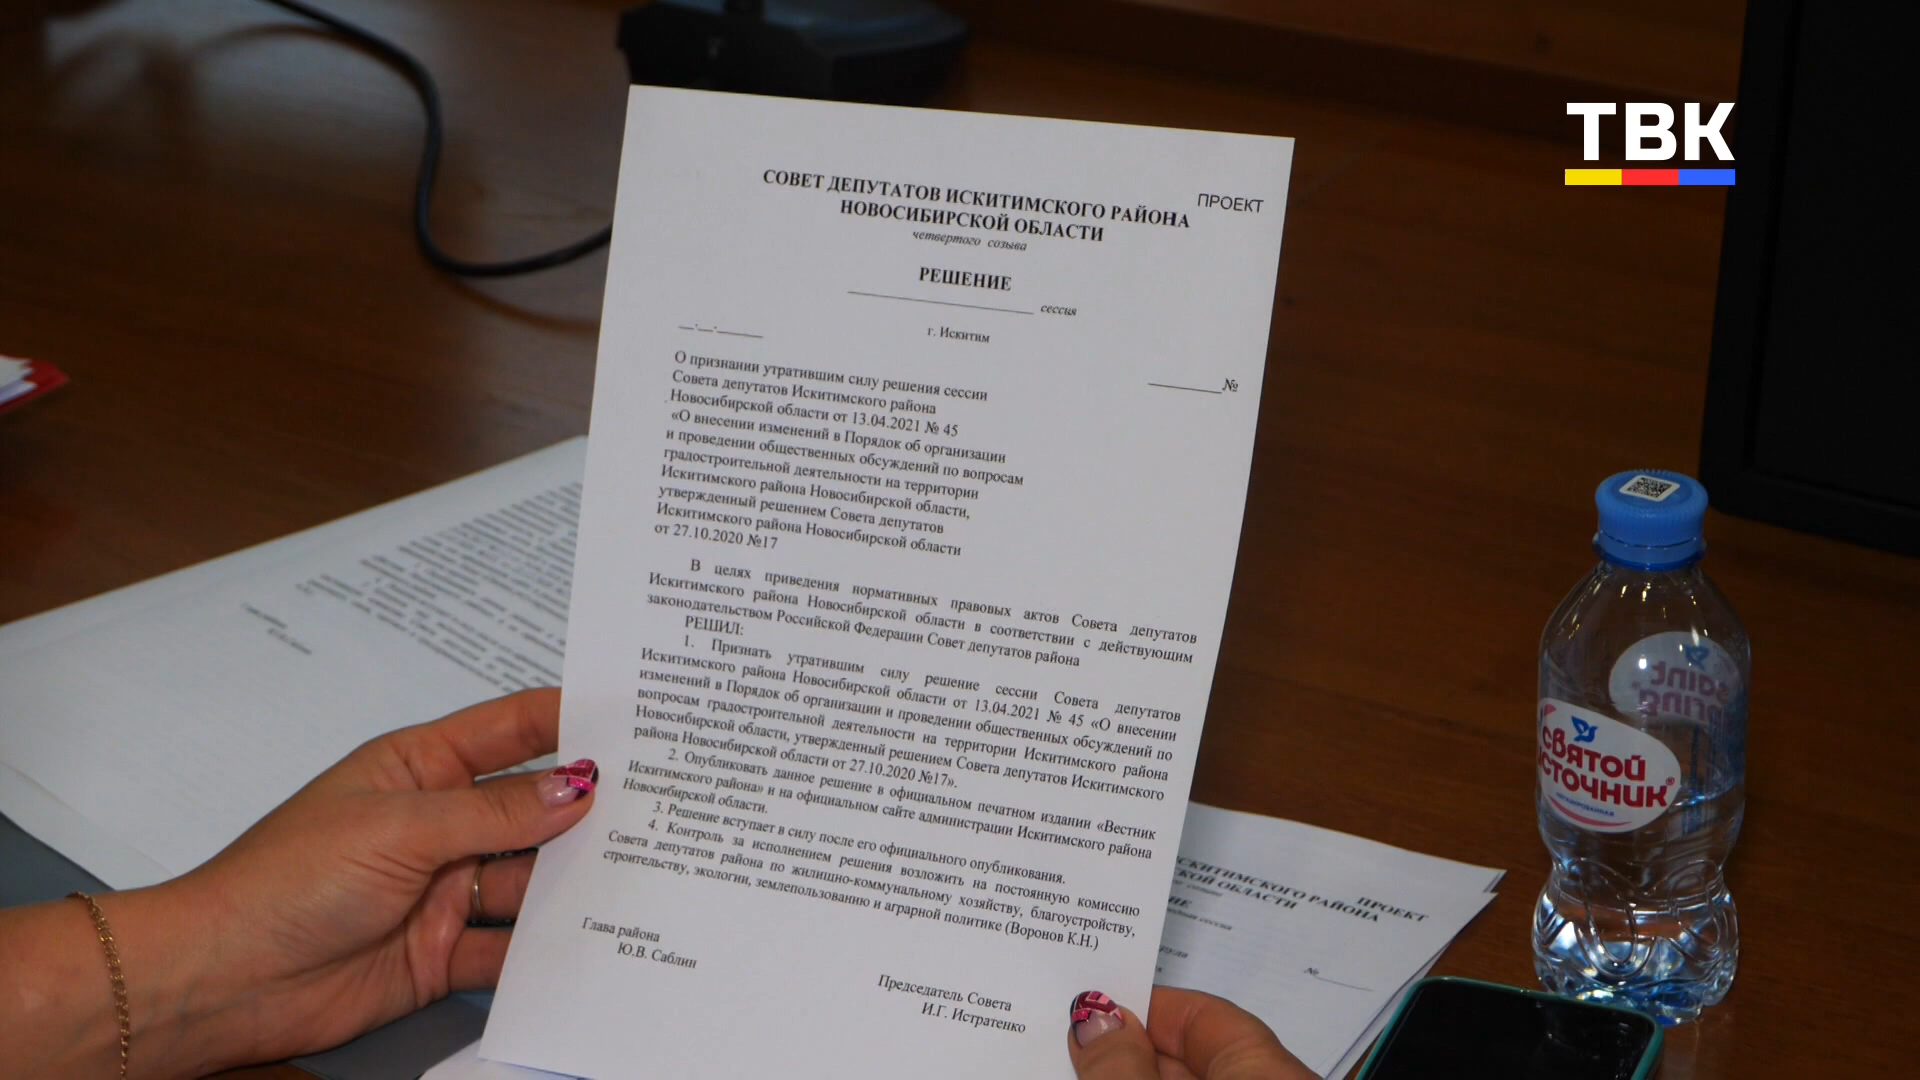 ТВК
ПРОЕКТ
СОВЕТ ДЕПУТАТОВ ИСКИТИМСКОГО РАЙОНА
НОВОСИБИРСКОЙ ОБЛАСТИ
четвертого созыва
РЕШЕНИЕ
____________________ сессия
__.__.______
г. Искитим
_________№
О признании утратившим силу решения сессии
Совета депутатов Искитимского района
Новосибирской области от 13.04.2021 № 45
«О внесении изменений в Порядок об организации
и проведении общественных обсуждений по вопросам
градостроительной деятельности на территории
Искитимского района Новосибирской области,
утвержденный решением Совета депутатов
Искитимского района Новосибирской области
от 27.10.2020 №17
В целях приведения нормативных правовых актов Совета депутатов
Искитимского района Новосибирской области в соответствии с действующим
законодательством Российской Федерации Совет депутатов района
РЕШИЛ:
1. Признать утратившим силу решение сессии Совета депутатов
Искитимского района Новосибирской области от 13.04.2021 № 45 «О внесении
изменений в Порядок об организации и проведении общественных обсуждений по
вопросам градостроительной деятельности на территории Искитимского района
Новосибирской области, утвержденный решением Совета депутатов Искитимского
района Новосибирской области от 27.10.2020 №17».
2. Опубликовать данное решение в официальном печатном издании «Вестник
Искитимского района» и на официальном сайте администрации Искитимского района
Новосибирской области.
3. Решение вступает в силу после его официального опубликования.
4. Контроль за исполнением решения возложить на постоянную комиссию
Совета депутатов района по жилищно-коммунальному хозяйству, благоустройству,
строительству, экологии, землепользованию и аграрной политике (Воронов К.Н.)
Глава района
Ю.В. Саблин
Председатель Совета
И.Г. Истратенко
СВЯТОЙ
ИСТОЧНИК®
ПРОЕКТ
ИСКИТИМСКОГО РАЙОНА
ОБЛАСТИ
№